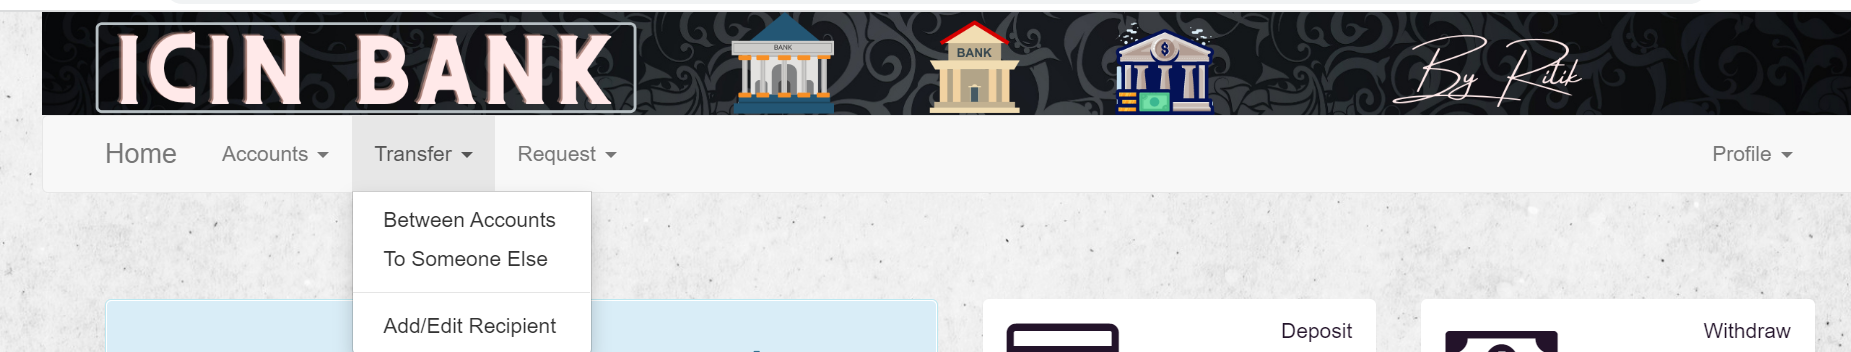 ICIN BANK
BANK
BANK
$
By Ritik
Home Accounts Transfer Request Profile
Between Accounts
To Someone Else
Add/Edit Recipient
Deposit
Withdraw